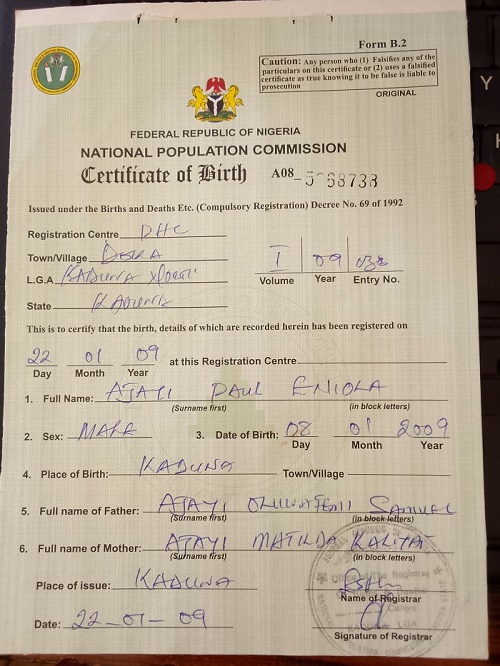 Form B.2
Caution: Any person who (1) Falsifies any of the
particulars on this certificate or (2) uses a falsified
certificate as true knowing it to be false is liable to
prosecution
ORIGINAL
FEDERAL REPUBLIC OF NIGERIA
NATIONAL POPULATION COMMISSION
Certificate of Birth A08
Issued under the Births and Deaths Etc. (Compulsory Registration) Decree No. 69 of 1992
Registration Centre DHC
Town/Village
L.G.A KADUNA
State KADUNA
I 09
Volume Year Entry No.
This is to certify that the birth, details of which are recorded herein has been registered on
22 01 09 at this Registration Centre
Day Month Year
1. Full Name: AJAYI PAUL ENIOLA
(Surname first) (in block letters)
2. Sex: MALE 3. Date of Birth: 08 01 2009
Day Month Year
4. Place of Birth: KADUNA Town/Village
5. Full name of Father: AJAYI OLUWAFEMI SAMUEL
(Surname first) (in block letters)
6. Full name of Mother: AJAYI MATILDA
(Surname first) (in block letters)
Place of issue: KADUNA
Name of Registrar
Date: 22-01-09
Signature of Registrar